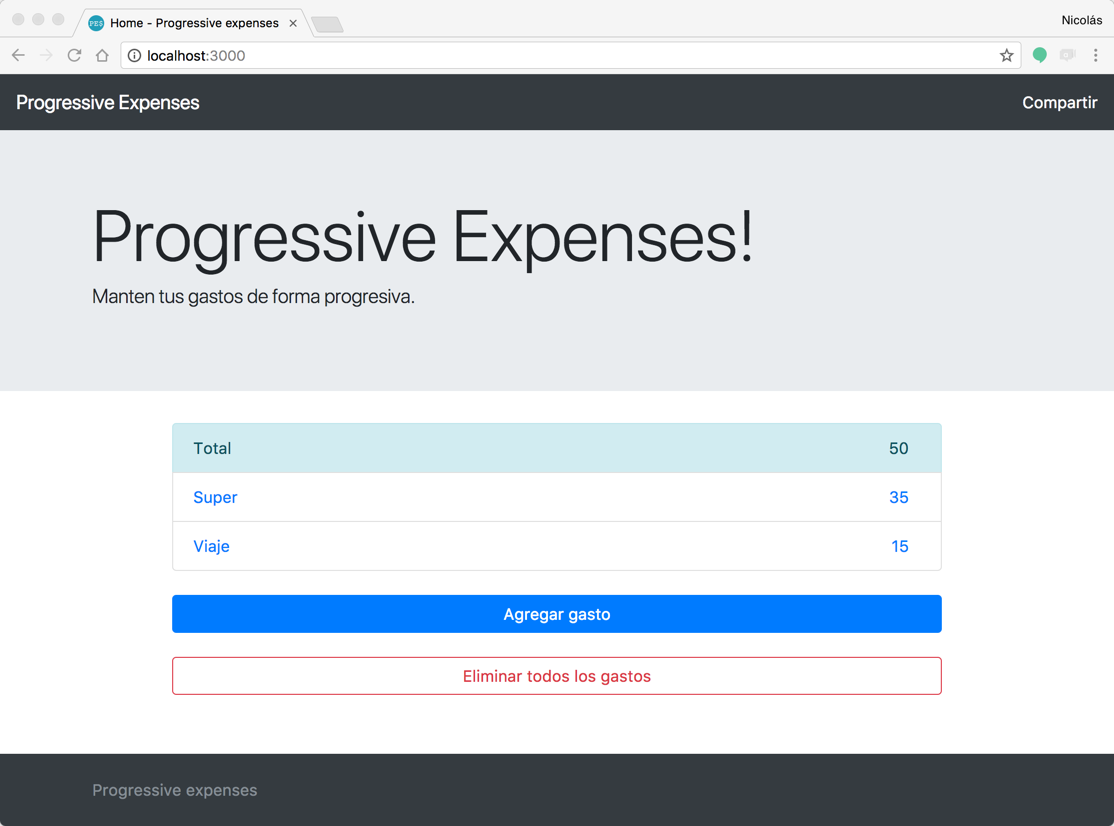 PES Home - Progressive expenses
Nicolás
localhost:3000
Progressive Expenses
Compartir
Progressive Expenses!
Manten tus gastos de forma progresiva.
Total 50
Super 35
Viaje 15
Agregar gasto
Eliminar todos los gastos
Progressive expenses